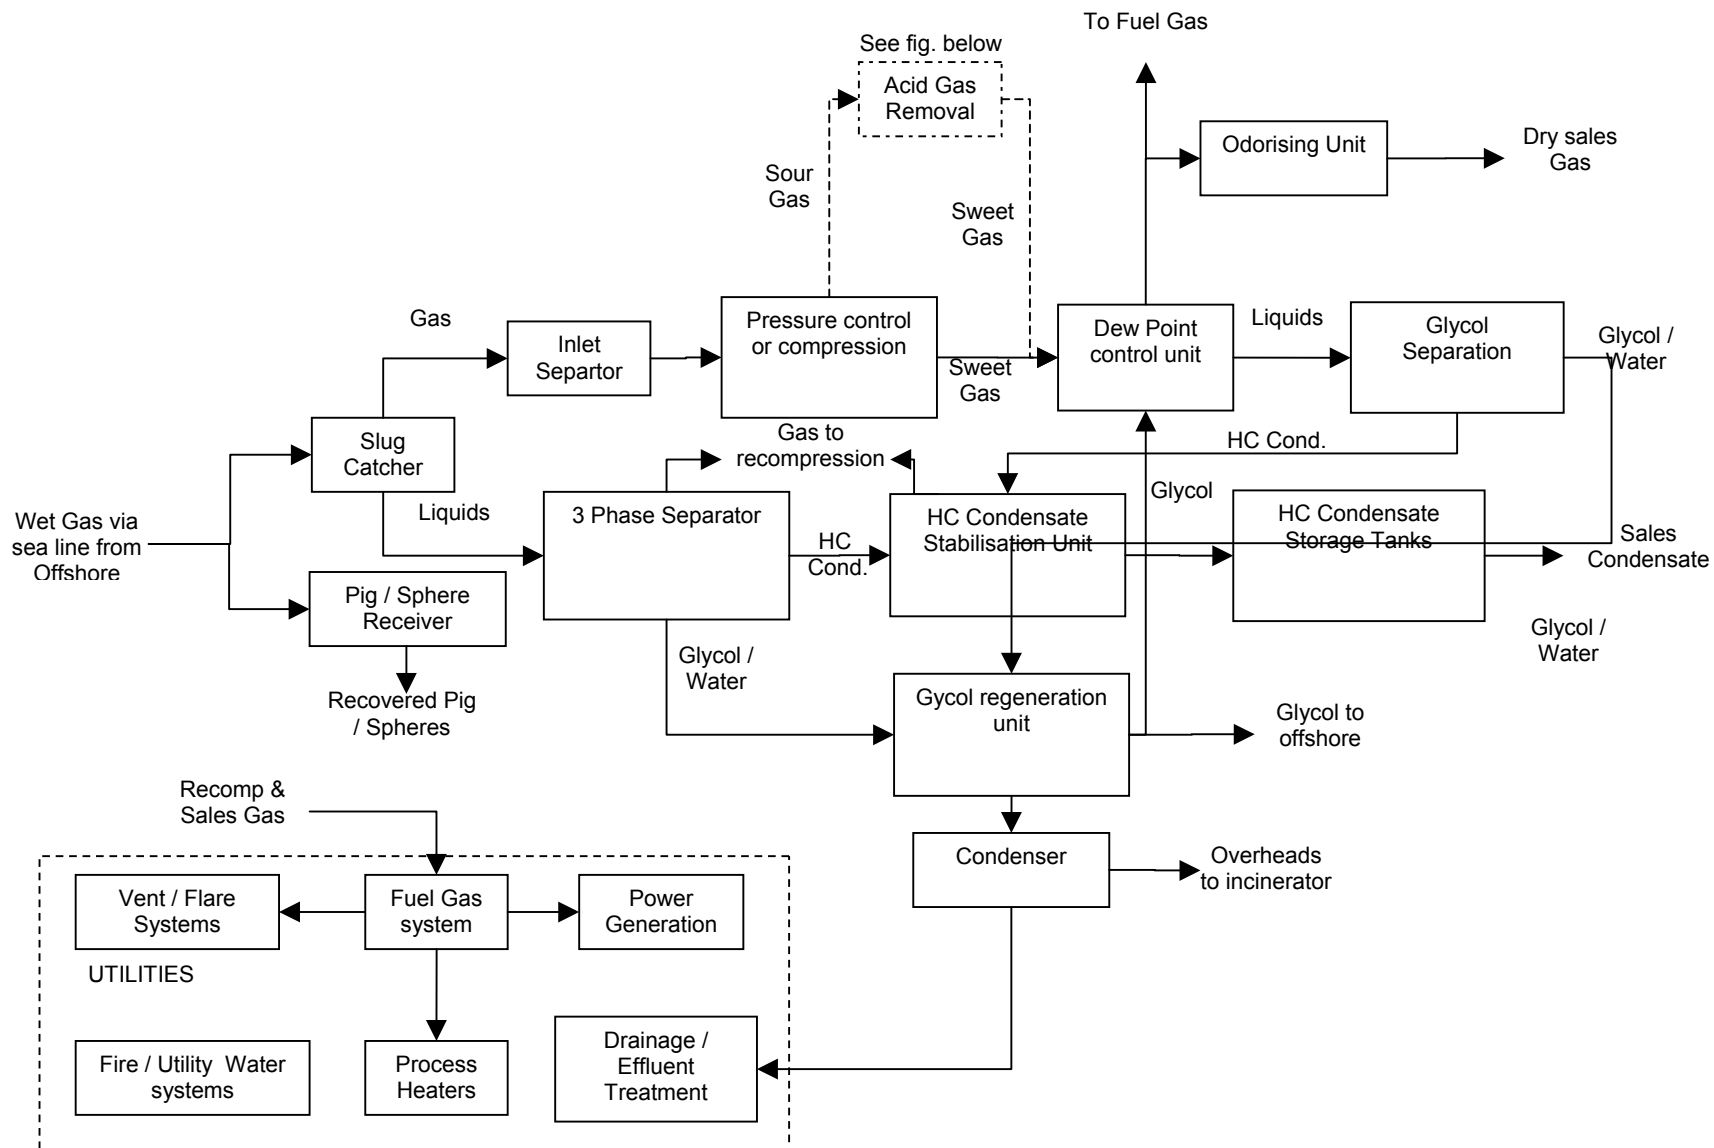 To Fuel Gas
See fig. below
Acid Gas
Removal
Odorising Unit
Dry sales
Gas
Sour
Gas
Sweet
Gas
Gas
Inlet
Separtor
Pressure control
or compression
Sweet
Gas
Dew Point
control unit
Liquids
Glycol
Separation
Glycol /
Water
Slug
Catcher
Gas to
recompression
HC Cond.
Glycol
Wet Gas via
sea line from
Offshore
Liquids
3 Phase Separator
HC
Cond.
HC Condensate
Stabilisation Unit
HC Condensate
Storage Tanks
Sales
Condensate
Pig / Sphere
Receiver
Glycol /
Water
Glycol /
Water
Recovered Pig
/ Spheres
Gycol regeneration
unit
Glycol to
offshore
Recomp &
Sales Gas
Condenser
Overheads
to incinerator
Vent / Flare
Systems
Fuel Gas
system
Power
Generation
UTILITIES
Fire / Utility Water
systems
Process
Heaters
Drainage /
Effluent
Treatment